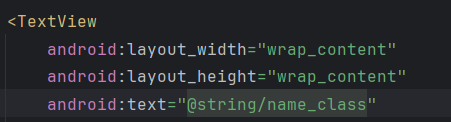 <TextView
android:layout_width="wrap_content"
android:layout_height="wrap_content"
android:text="@string/name_class"